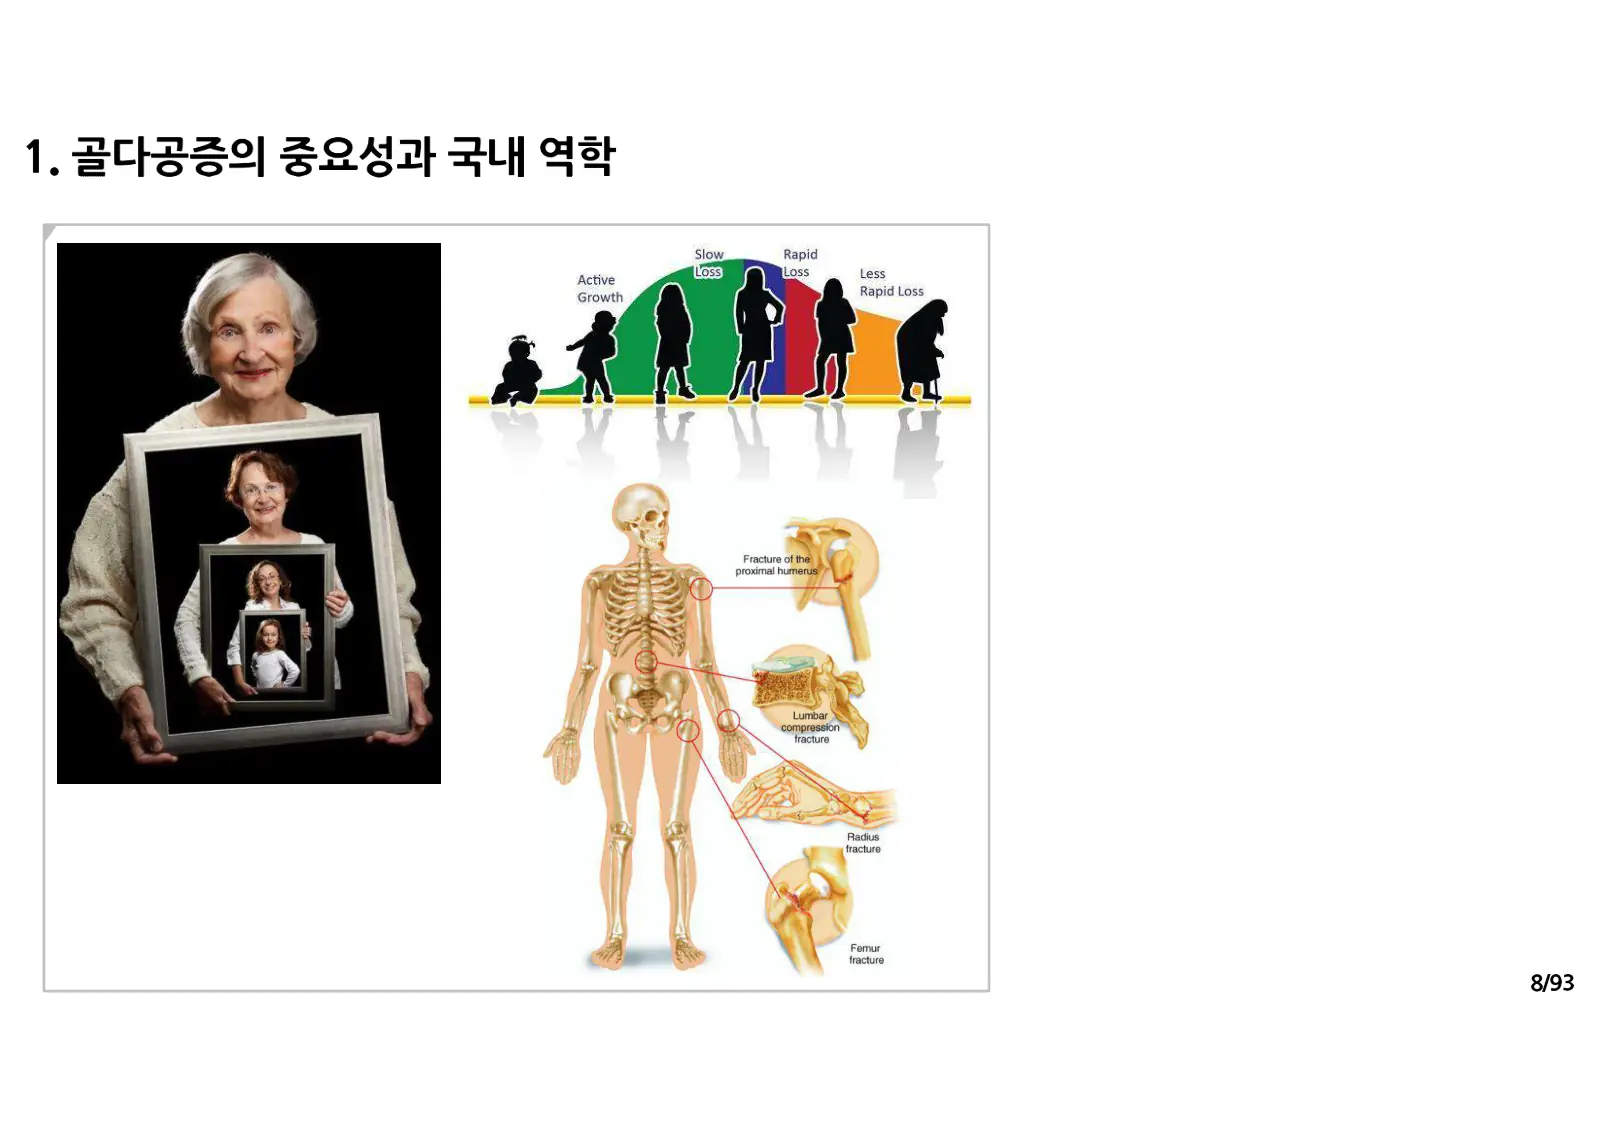 1. 골다공증의 중요성과 국내 역학
Active
Growth
Slow
Loss
Rapid
Loss
Less
Rapid Loss
Fracture of the
proximal humerus
Lumbar
compression
fracture
Radius
fracture
Femur
fracture
8/93